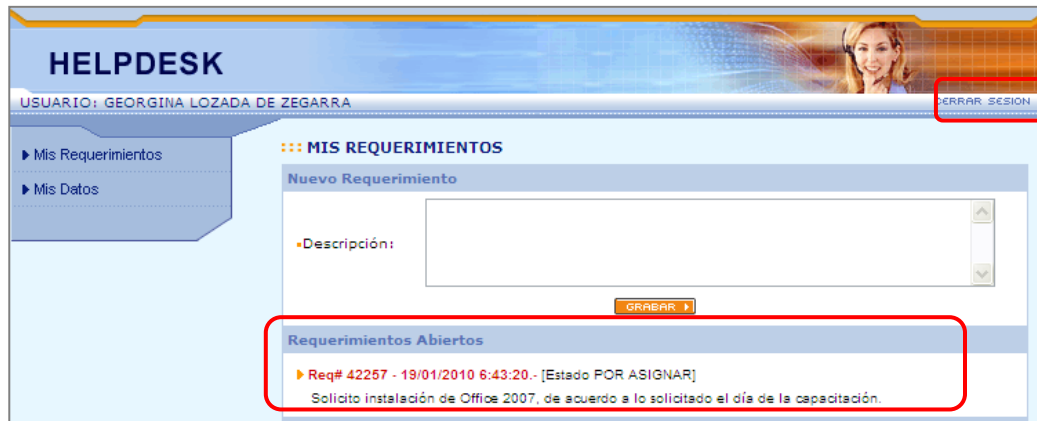 HELPDESK
USUARIO: GEORGINA LOZADA DE ZEGARRA
CERRAR SESION
Mis Requerimientos
Mis Datos
::: MIS REQUERIMIENTOS
Nuevo Requerimiento
Descripción:
GRABAR
Requerimientos Abiertos
Req# 42257 - 19/01/2010 6:43:20.- [Estado POR ASIGNAR]
Solicito instalación de Office 2007, de acuerdo a lo solicitado el día de la capacitación.